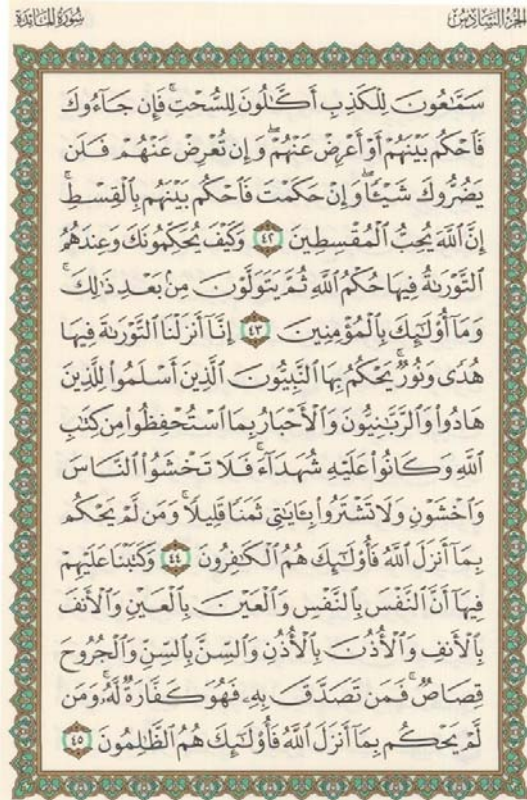 الجزء السادس
سورة المائدة
سَمَّٰعُونَ لِلْكَذِبِ أَكَّٰلُونَ لِلسُّحْتِ ۚ فَإِن جَآءُوكَ
فَٱحْكُم بَيْنَهُمْ أَوْ أَعْرِضْ عَنْهُمْ ۖ وَإِن تُعْرِضْ عَنْهُمْ فَلَن
يَضُرُّوكَ شَيْـًٔا ۖ وَإِنْ حَكَمْتَ فَٱحْكُم بَيْنَهُم بِٱلْقِسْطِ ۚ
إِنَّ ٱللَّهَ يُحِبُّ ٱلْمُقْسِطِينَ ٤٢ وَكَيْفَ يُحَكِّمُونَكَ وَعِندَهُمُ
ٱلتَّوْرَىٰةُ فِيهَا حُكْمُ ٱللَّهِ ثُمَّ يَتَوَلَّوْنَ مِنۢ بَعْدِ ذَٰلِكَ ۚ
وَمَآ أُو۟لَٰٓئِكَ بِٱلْمُؤْمِنِينَ ٤٣ إِنَّآ أَنزَلْنَا ٱلتَّوْرَىٰةَ فِيهَا
هُدًى وَنُورٌ ۚ يَحْكُمُ بِهَا ٱلنَّبِيُّونَ ٱلَّذِينَ أَسْلَمُوا۟ لِلَّذِينَ
هَادُوا۟ وَٱلرَّبَّٰنِيُّونَ وَٱلْأَحْبَارُ بِمَا ٱسْتُحْفِظُوا۟ مِن كِتَٰبِ
ٱللَّهِ وَكَانُوا۟ عَلَيْهِ شُهَدَآءَ ۚ فَلَا تَخْشَوُا۟ ٱلنَّاسَ
وَٱخْشَوْنِ وَلَا تَشْتَرُوا۟ بِـَٔايَٰتِى ثَمَنًا قَلِيلًا ۚ وَمَن لَّمْ يَحْكُم
بِمَآ أَنزَلَ ٱللَّهُ فَأُو۟لَٰٓئِكَ هُمُ ٱلْكَٰفِرُونَ ٤٤ وَكَتَبْنَا عَلَيْهِمْ
فِيهَآ أَنَّ ٱلنَّفْسَ بِٱلنَّفْسِ وَٱلْعَيْنَ بِٱلْعَيْنِ وَٱلْأَنفَ
بِٱلْأَنفِ وَٱلْأُذُنَ بِٱلْأُذُنِ وَٱلسِّنَّ بِٱلسِّنِّ وَٱلْجُرُوحَ
قِصَاصٌ ۚ فَمَن تَصَدَّقَ بِهِۦ فَهُوَ كَفَّارَةٌ لَّهُۥ ۚ وَمَن
لَّمْ يَحْكُم بِمَآ أَنزَلَ ٱللَّهُ فَأُو۟لَٰٓئِكَ هُمُ ٱلظَّٰلِمُونَ ٤٥